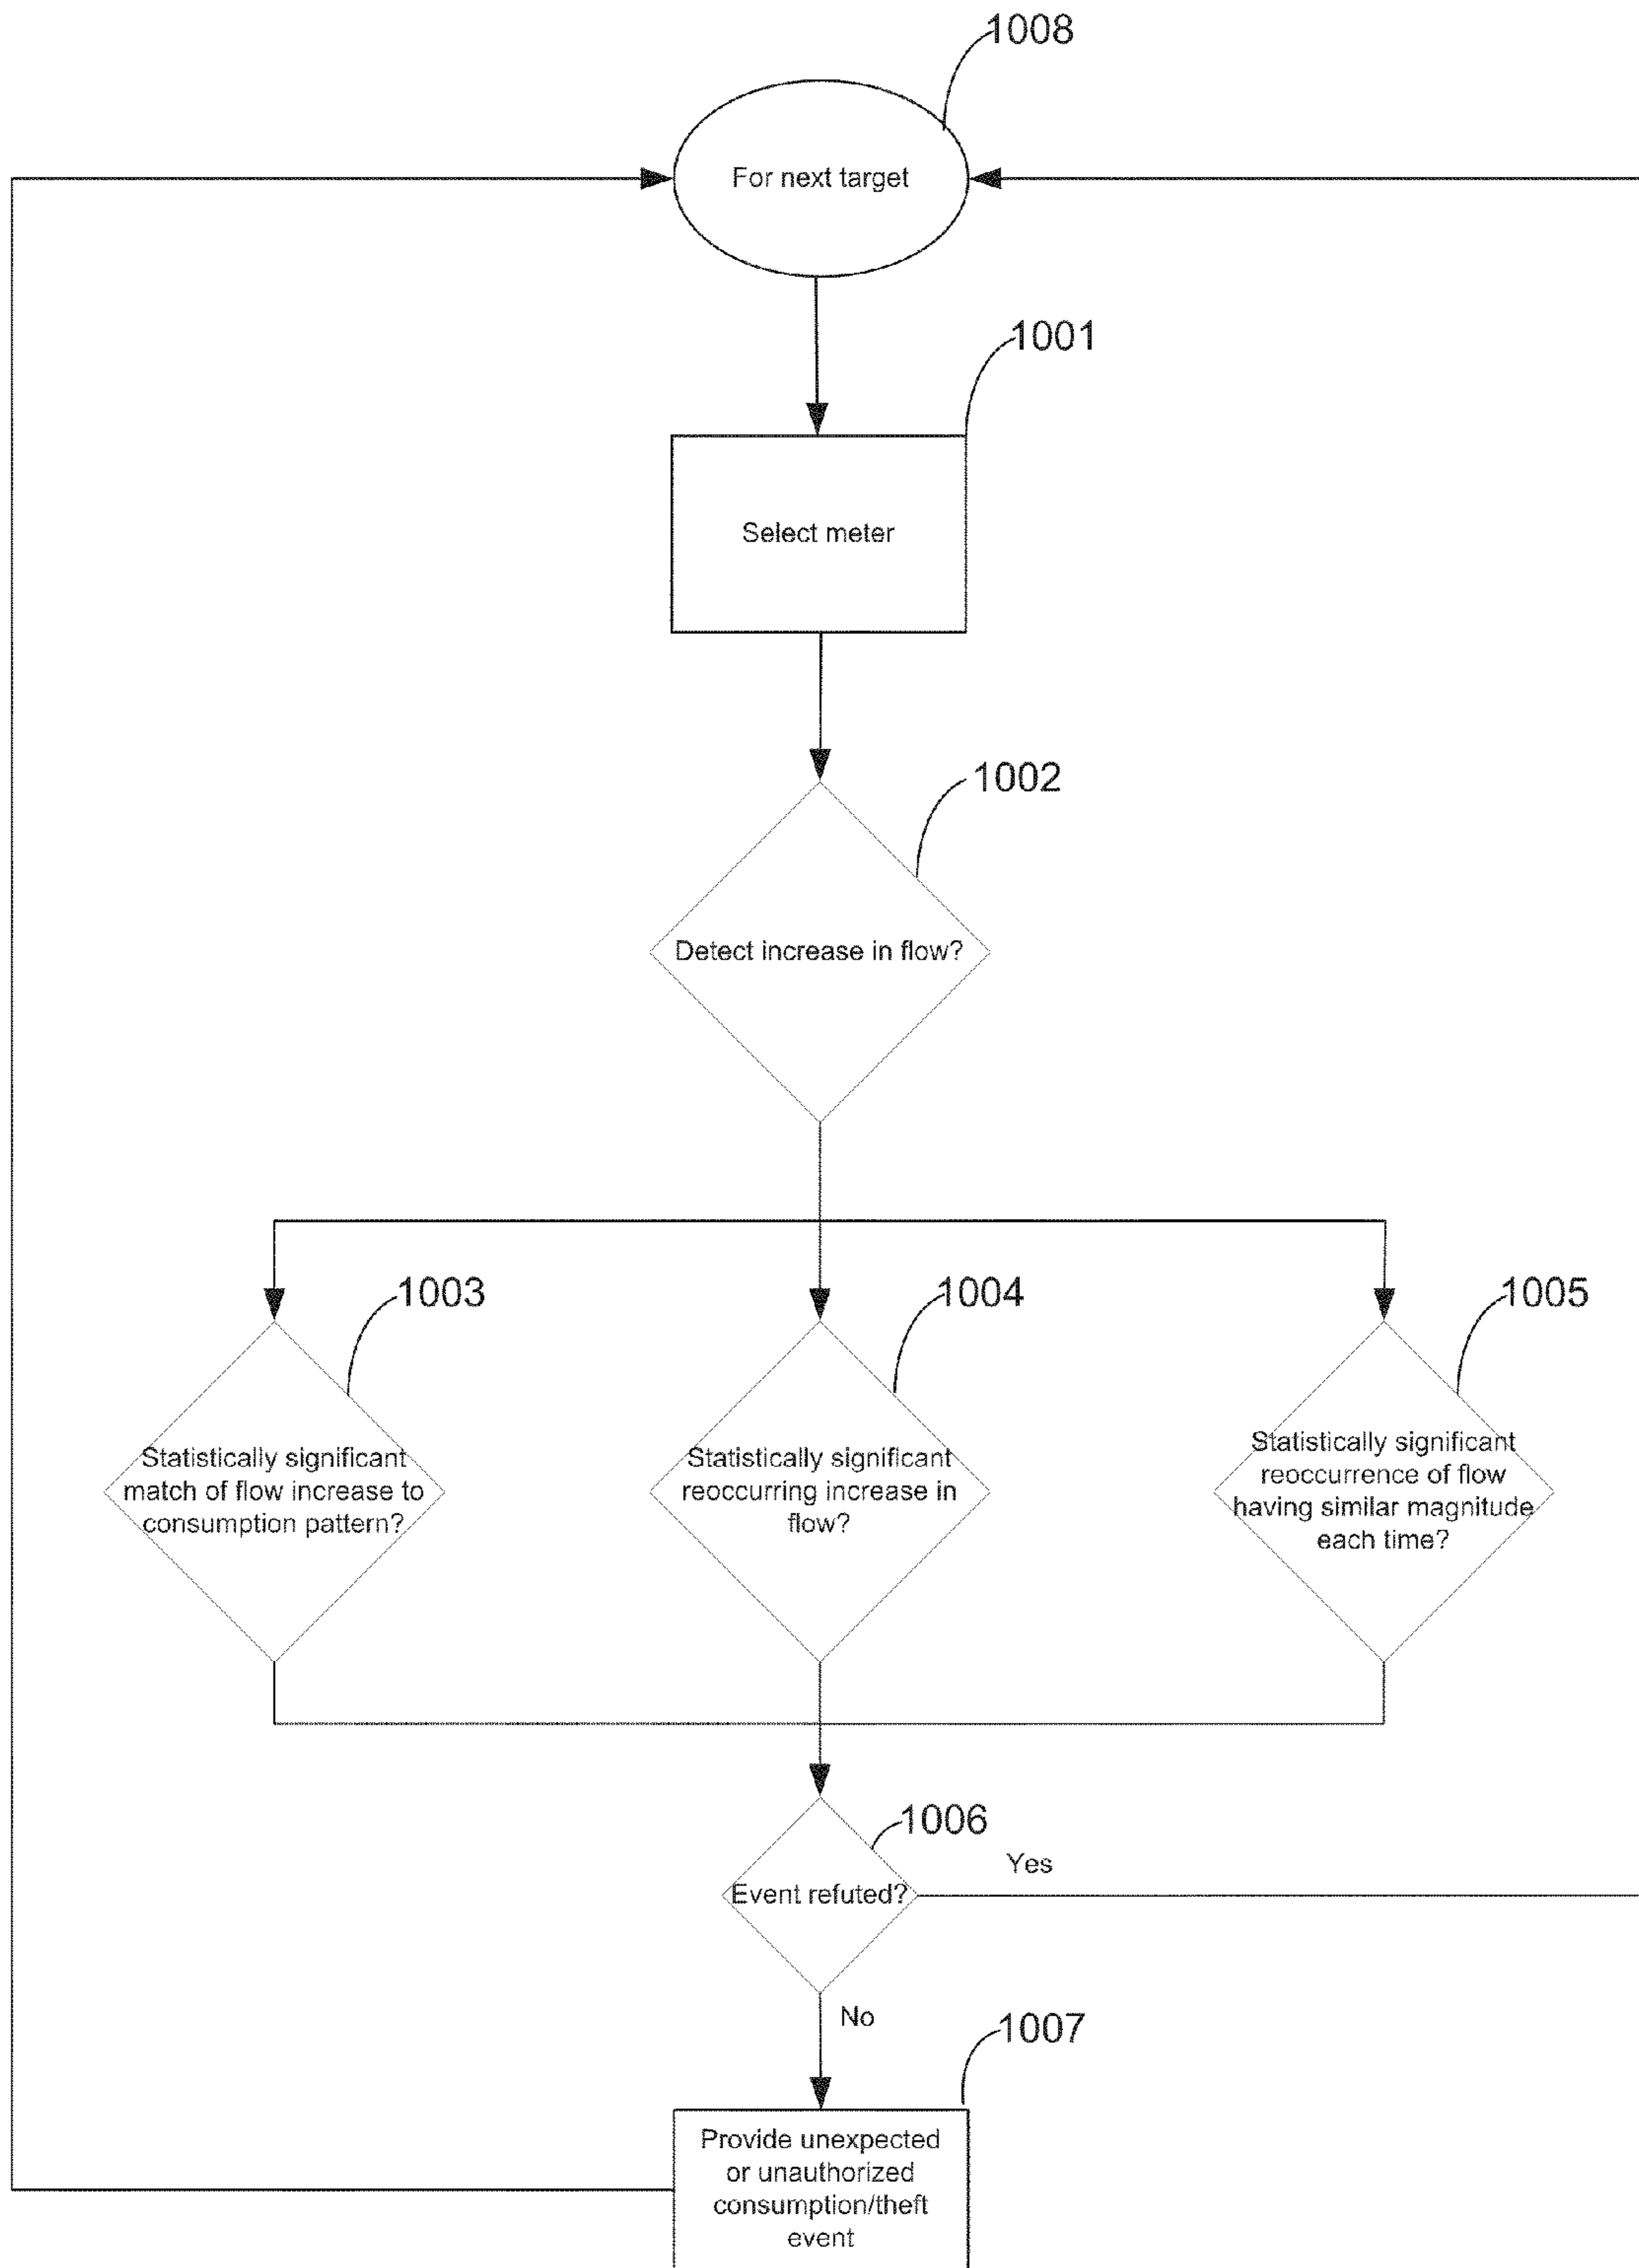 1008
For next target
1001
Select meter
1002
Detect increase in flow?
1003
1004
1005
Statistically significant
match of flow increase to
consumption pattern?
Statistically significant
reoccurring increase in
flow?
Statistically significant
reoccurrence of flow
having similar magnitude
each time?
1006
Yes
Event refuted?
No
1007
Provide unexpected
or unauthorized
consumption/theft
event